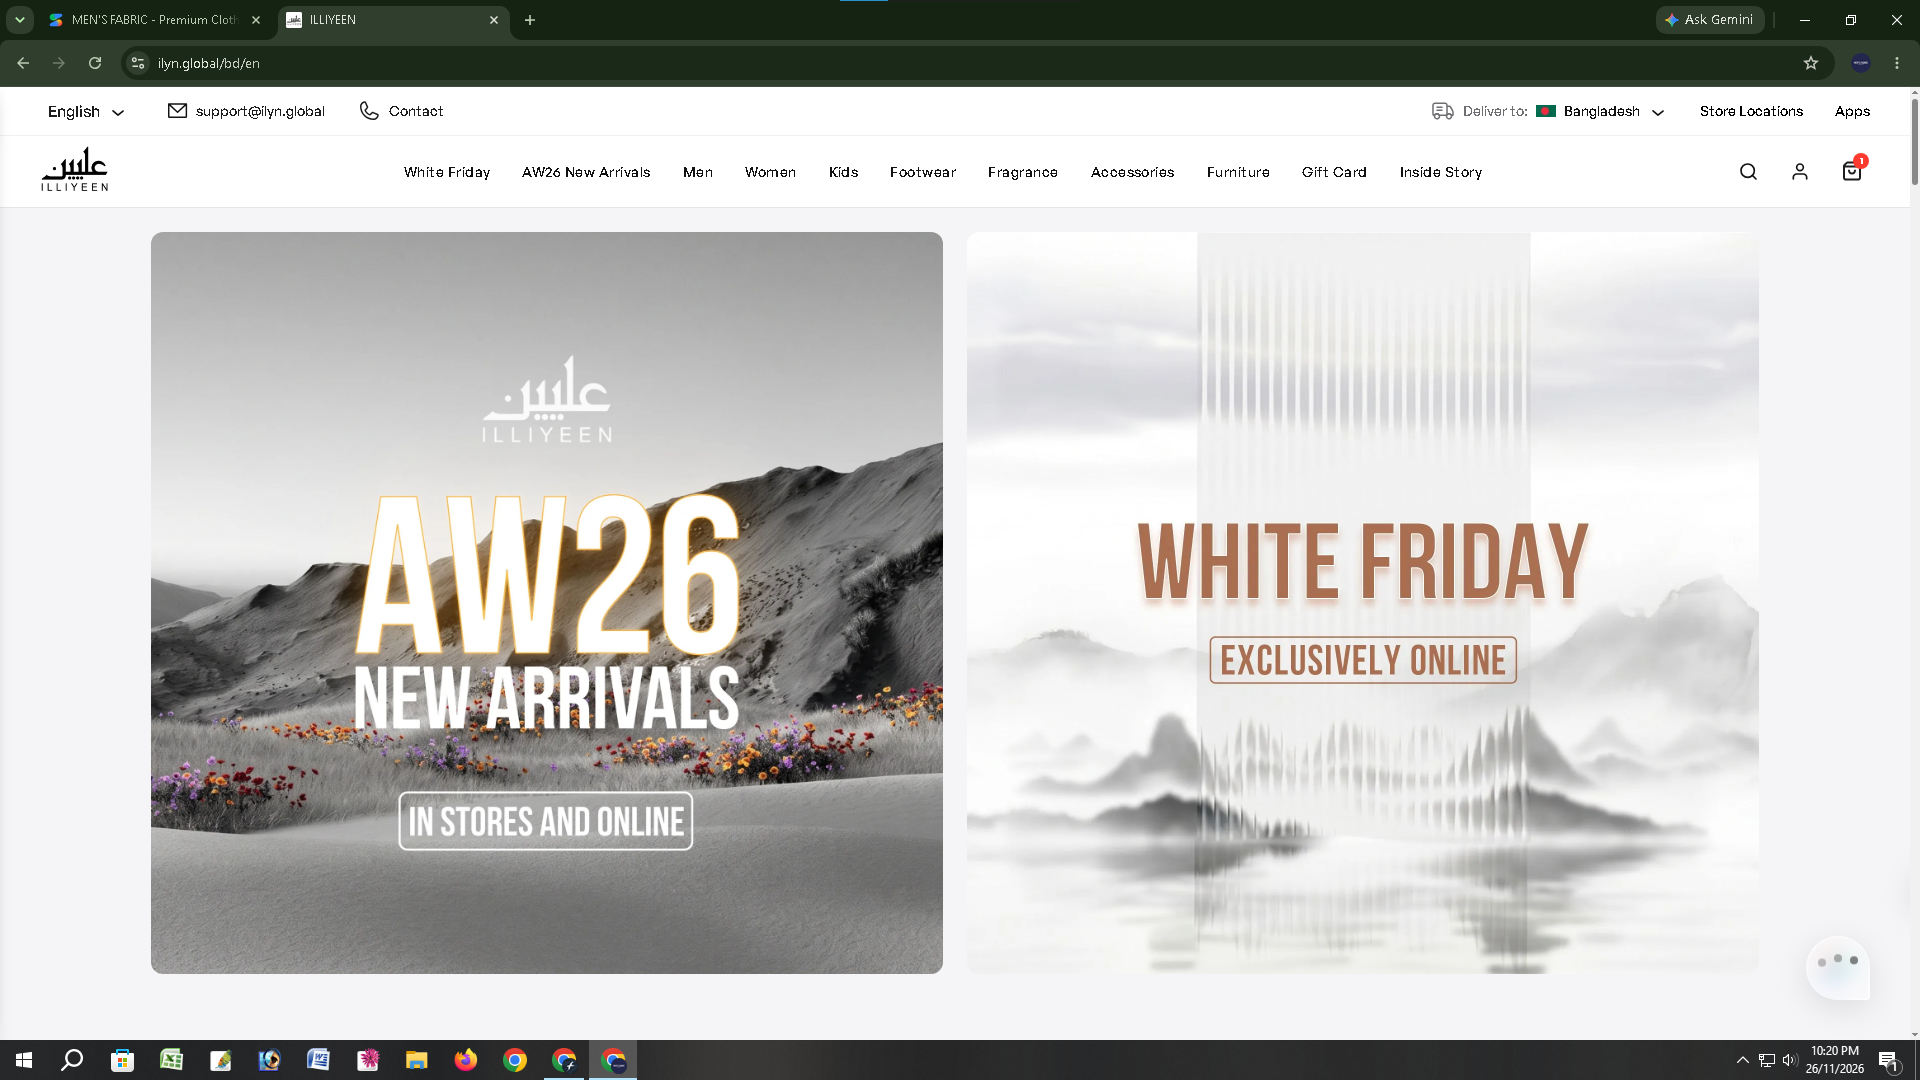 MEN'S FABRIC - Premium Cloth
ILLIYEEN
Ask Gemini
ilyn.global/bd/en
English
support@ilyn.global
Contact
Deliver to:
Bangladesh
Store Locations
Apps
عليين
ILLIYEEN
White Friday
AW26 New Arrivals
Men
Women
Kids
Footwear
Fragrance
Accessories
Furniture
Gift Card
Inside Story
1
عليين
ILLIYEEN
AW26
NEW ARRIVALS
IN STORES AND ONLINE
WHITE FRIDAY
EXCLUSIVELY ONLINE
10:20 PM
26/11/2026
1